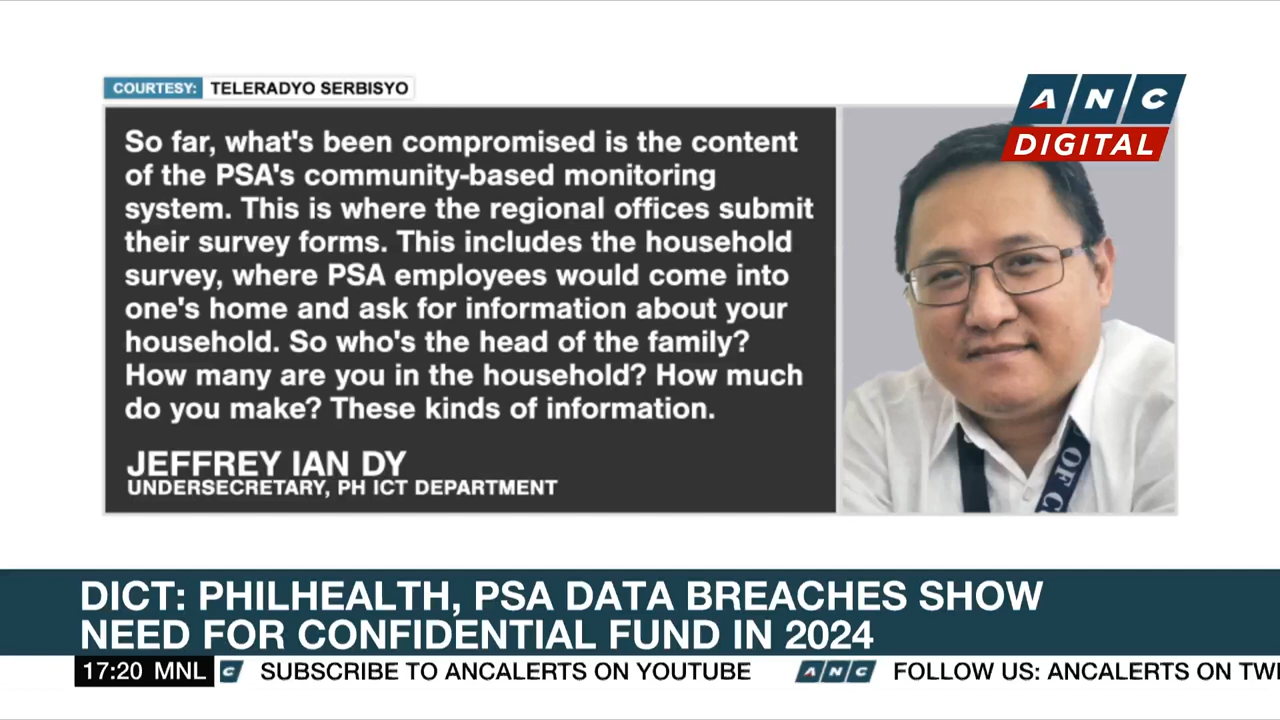 COURTESY: TELERADYO SERBISYO
ANC
DIGITAL
So far, what's been compromised is the content
of the PSA's community-based monitoring
system. This is where the regional offices submit
their survey forms. This includes the household
survey, where PSA employees would come into
one's home and ask for information about your
household. So who's the head of the family?
How many are you in the household? How much
do you make? These kinds of information.
JEFFREY IAN DY
UNDERSECRETARY, PH ICT DEPARTMENT
OF C
DICT: PHILHEALTH, PSA DATA BREACHES SHOW
NEED FOR CONFIDENTIAL FUND IN 2024
17:20 MNL C SUBSCRIBE TO ANCALERTS ON YOUTUBE ANC FOLLOW US: ANCALERTS ON TWI